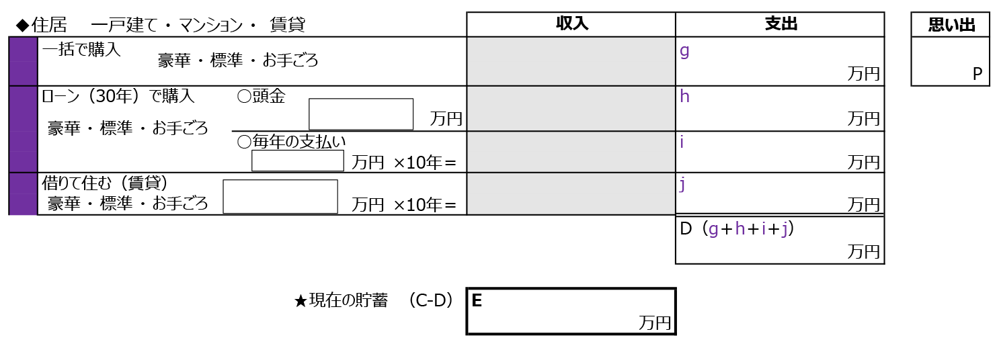 ◆住居　一戸建て・マンション・ 賃貸
収入
支出
思い出
一括で購入
豪華・標準・お手ごろ
g
万円
P
ローン（30年）で購入
○頭金
万円
h
万円
豪華・標準・お手ごろ
○毎年の支払い
万円 ×10年＝
i
万円
借りて住む（賃貸）
豪華・標準・お手ごろ
万円 ×10年＝
j
万円
D（g＋h＋i＋j）
万円
★現在の貯蓄　（C-D）
E
万円